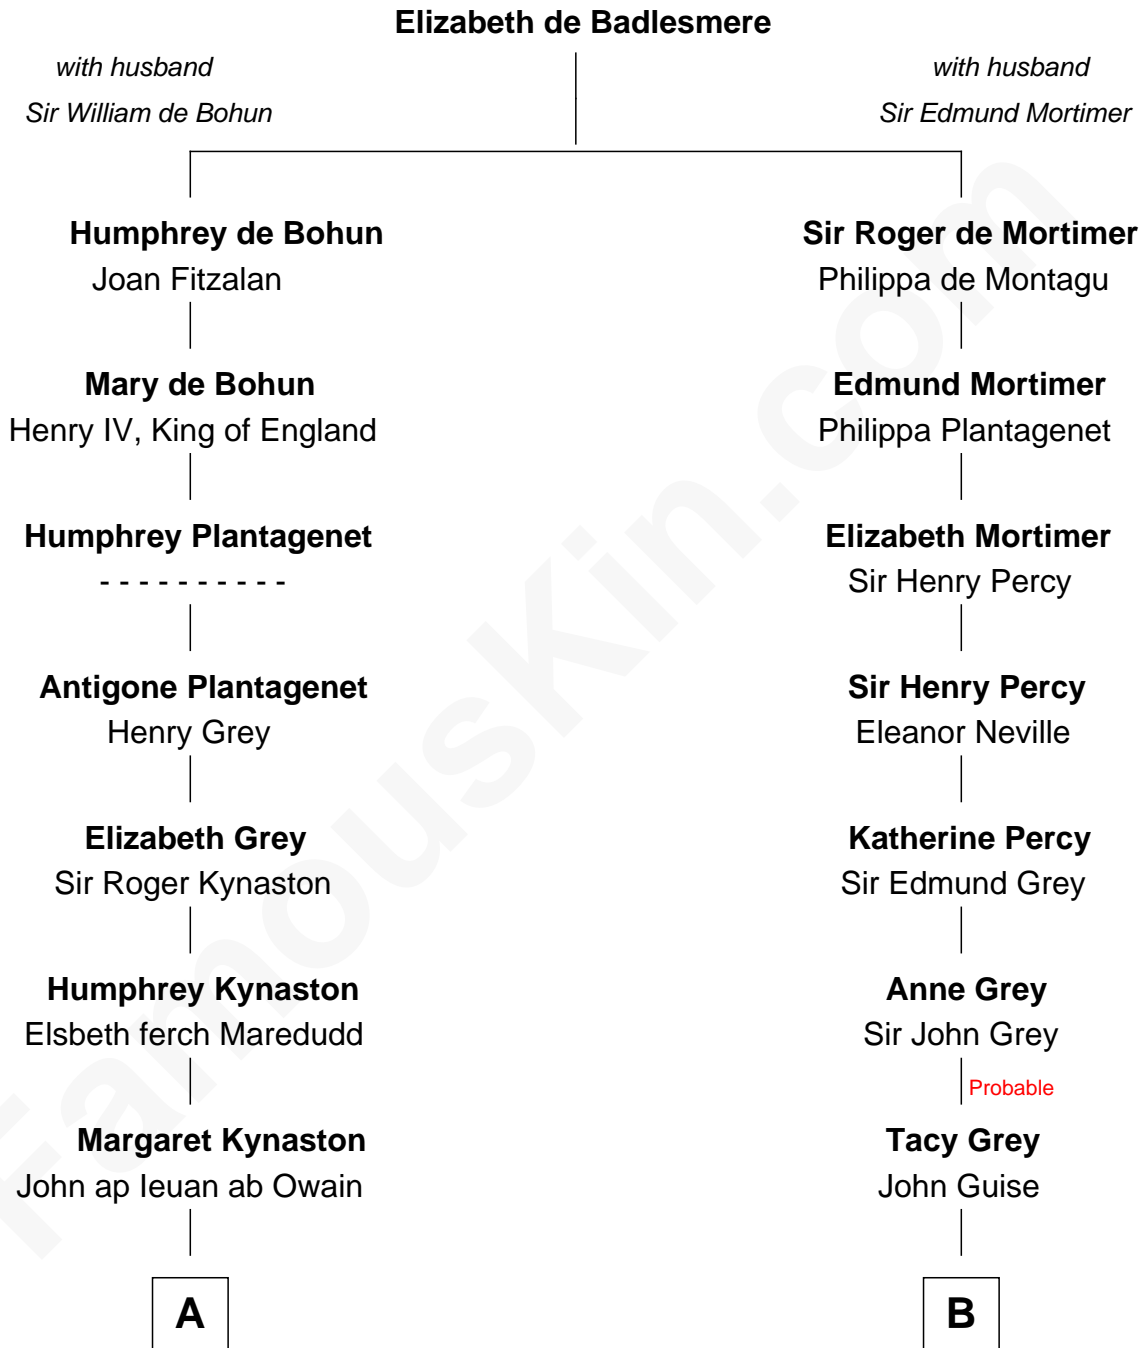 Elizabeth de Badlesmere
with husband
Sir William de Bohun
with husband
Sir Edmund Mortimer
Humphrey de Bohun
Joan Fitzalan
Sir Roger de Mortimer
Philippa de Montagu
Mary de Bohun
Henry IV, King of England
Edmund Mortimer
Philippa Plantagenet
Humphrey Plantagenet
- - - - - - - - - -
Elizabeth Mortimer
Sir Henry Percy
Antigone Plantagenet
Henry Grey
Sir Henry Percy
Eleanor Neville
Elizabeth Grey
Sir Roger Kynaston
Katherine Percy
Sir Edmund Grey
Humphrey Kynaston
Elsbeth ferch Maredudd
Anne Grey
Sir John Grey
Probable
Margaret Kynaston
John ap Ieuan ab Owain
Tacy Grey
John Guise
A
B
FamousKin.com